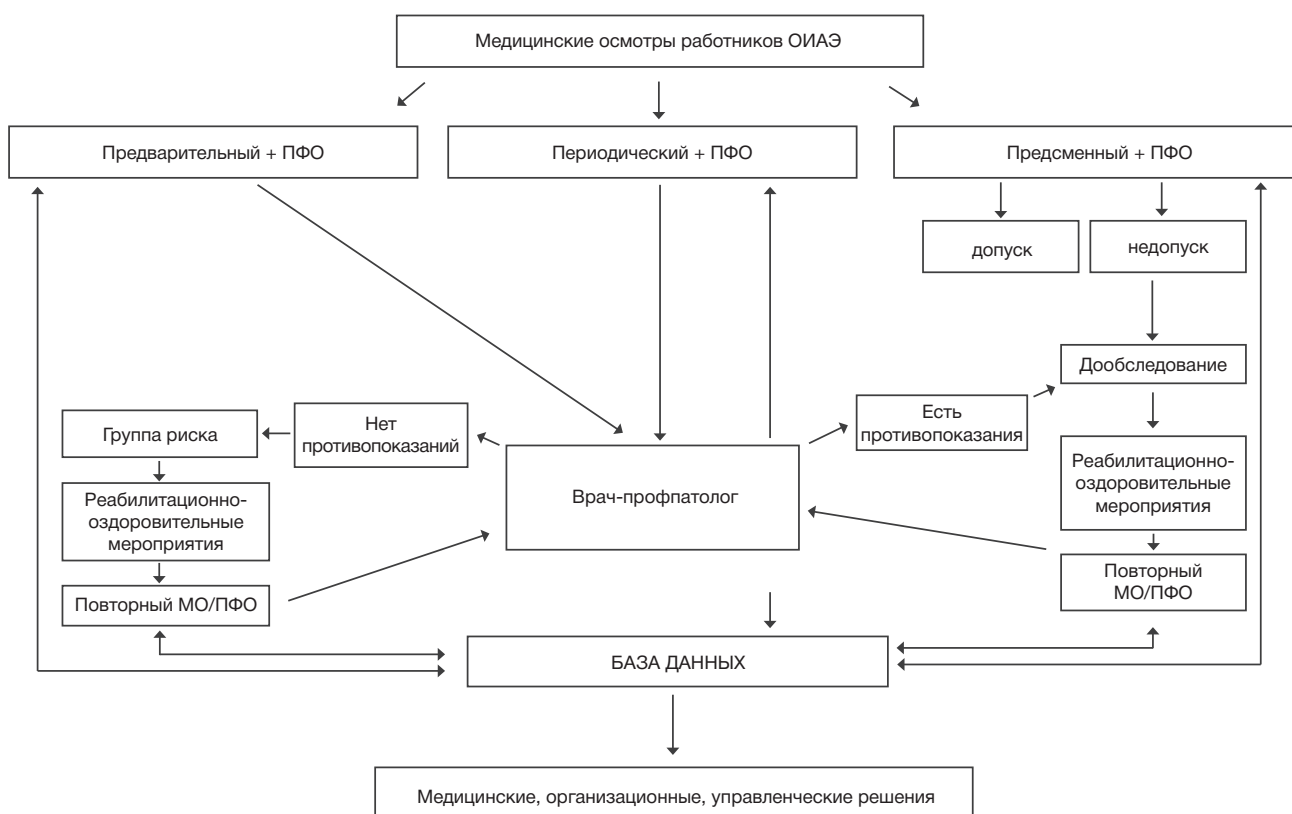 Медицинские осмотры работников ОИАЭ
Предварительный + ПФО
Периодический + ПФО
Предсменный + ПФО
допуск
недопуск
Дообследование
Есть
противопоказания
Нет
противопоказаний
Группа риска
Врач-профпатолог
Реабилитационно-
оздоровительные
мероприятия
Реабилитационно-
оздоровительные
мероприятия
Повторный МО/ПФО
Повторный
МО/ПФО
БАЗА ДАННЫХ
Медицинские, организационные, управленческие решения